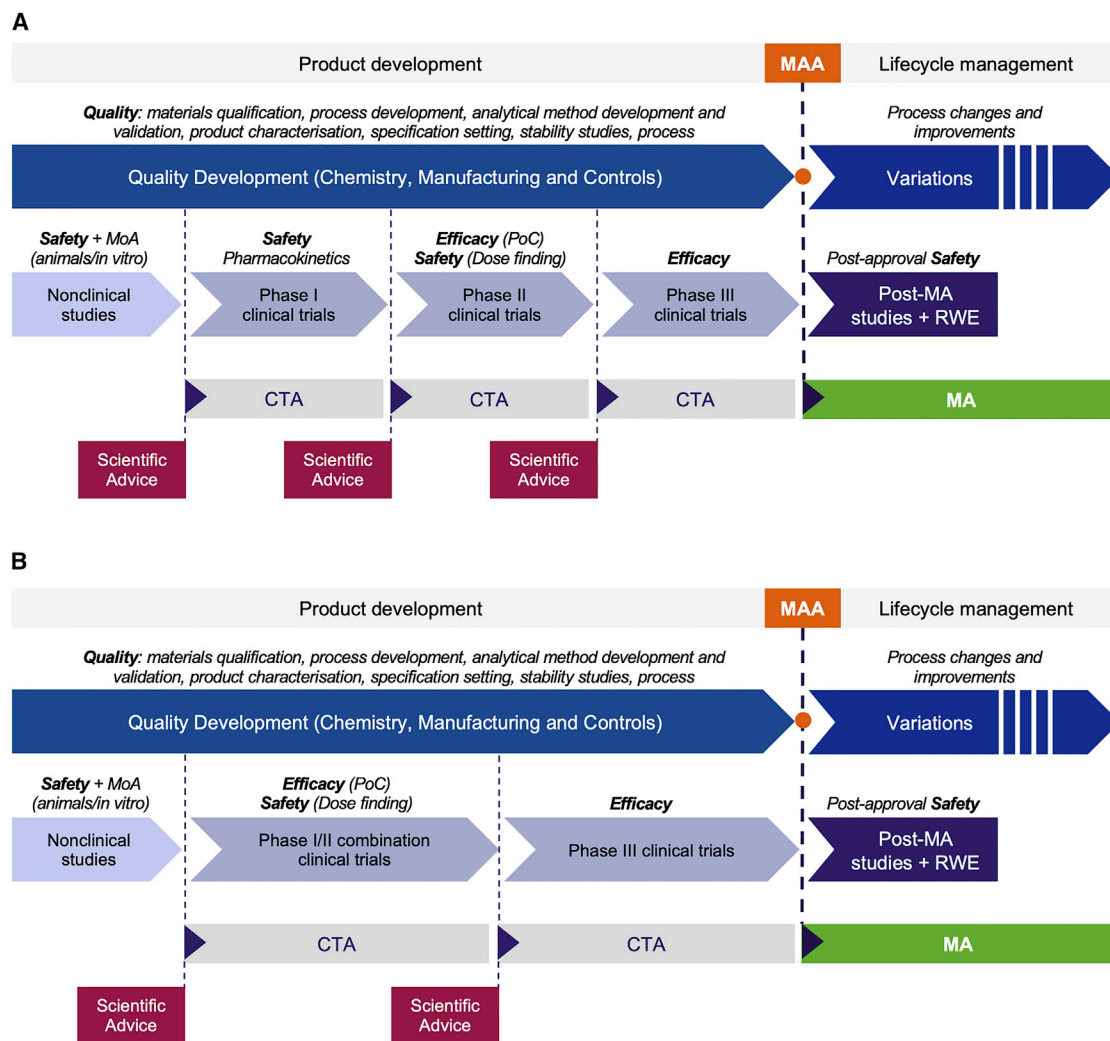 A
Product development
MAA
Lifecycle management
Quality: materials qualification, process development, analytical method development and
validation, product characterisation, specification setting, stability studies, process
Process changes and
improvements
Quality Development (Chemistry, Manufacturing and Controls)
Variations
Safety + MoA
(animals/in vitro)
Safety
Pharmacokinetics
Efficacy (PoC)
Safety (Dose finding)
Efficacy
Post-approval Safety
Nonclinical
studies
Phase I
clinical trials
Phase II
clinical trials
Phase III
clinical trials
Post-MA
studies + RWE
CTA
CTA
CTA
MA
Scientific
Advice
Scientific
Advice
Scientific
Advice
B
Product development
MAA
Lifecycle management
Quality: materials qualification, process development, analytical method development and
validation, product characterisation, specification setting, stability studies, process
Process changes and
improvements
Quality Development (Chemistry, Manufacturing and Controls)
Variations
Safety + MoA
(animals/in vitro)
Efficacy (PoC)
Safety (Dose finding)
Efficacy
Post-approval Safety
Nonclinical
studies
Phase I/II combination
clinical trials
Phase III clinical trials
Post-MA
studies + RWE
CTA
CTA
MA
Scientific
Advice
Scientific
Advice